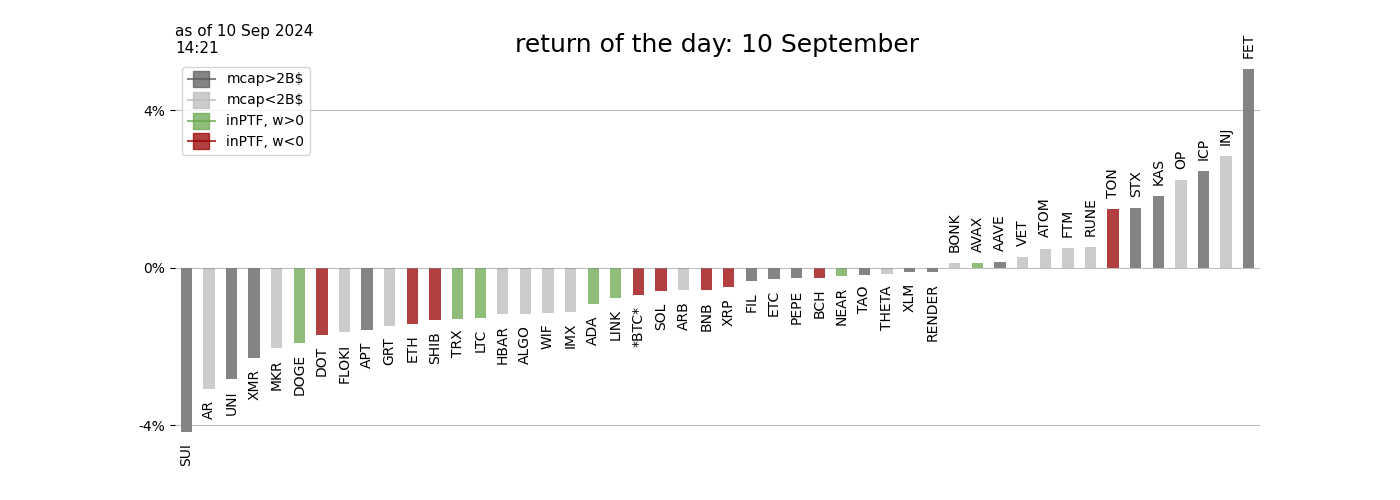 as of 10 Sep 2024
14:21
return of the day: 10 September
mcap>2B$
mcap<2B$
inPTF, w>0
inPTF, w<0
4%
0%
-4%
SUI
AR
UNI
XMR
MKR
DOGE
DOT
FLOKI
APT
GRT
ETH
SHIB
TRX
LTC
HBAR
ALGO
WIF
IMX
ADA
LINK
*BTC*
SOL
ARB
BNB
XRP
FIL
ETC
PEPE
BCH
NEAR
TAO
THETA
XLM
RENDER
BONK
AVAX
AAVE
VET
ATOM
FTM
RUNE
TON
STX
KAS
OP
ICP
INJ
FET